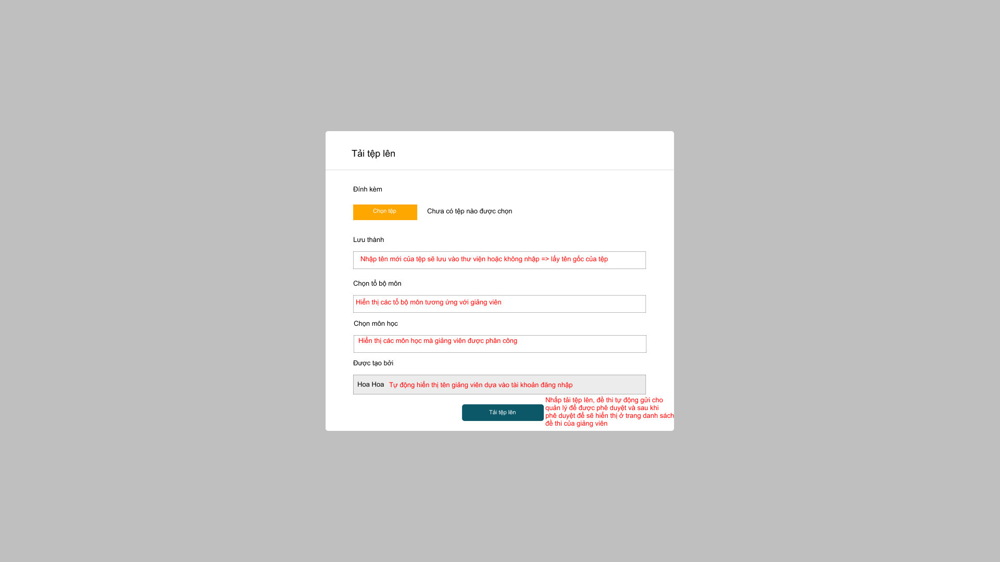 Tải tệp lên
Đính kèm
Chọn tệp
Chưa có tệp nào được chọn
Lưu thành
Nhập tên mới của tệp sẽ lưu vào thư viện hoặc không nhập => lấy tên gốc của tệp
Chọn tổ bộ môn
Hiển thị các tổ bộ môn tương ứng với giảng viên
Chọn môn học
Hiển thị các môn học mà giảng viên được phân công
Được tạo bởi
Hoa Hoa Tự động hiển thị tên giảng viên dựa vào tài khoản đăng nhập
Nhấp tải tệp lên, đề thi tự động gửi cho
quản lý để được phê duyệt và sau khi
phê duyệt để sẽ hiển thị ở trang danh sách
đề thi của giảng viên
Tải tệp lên